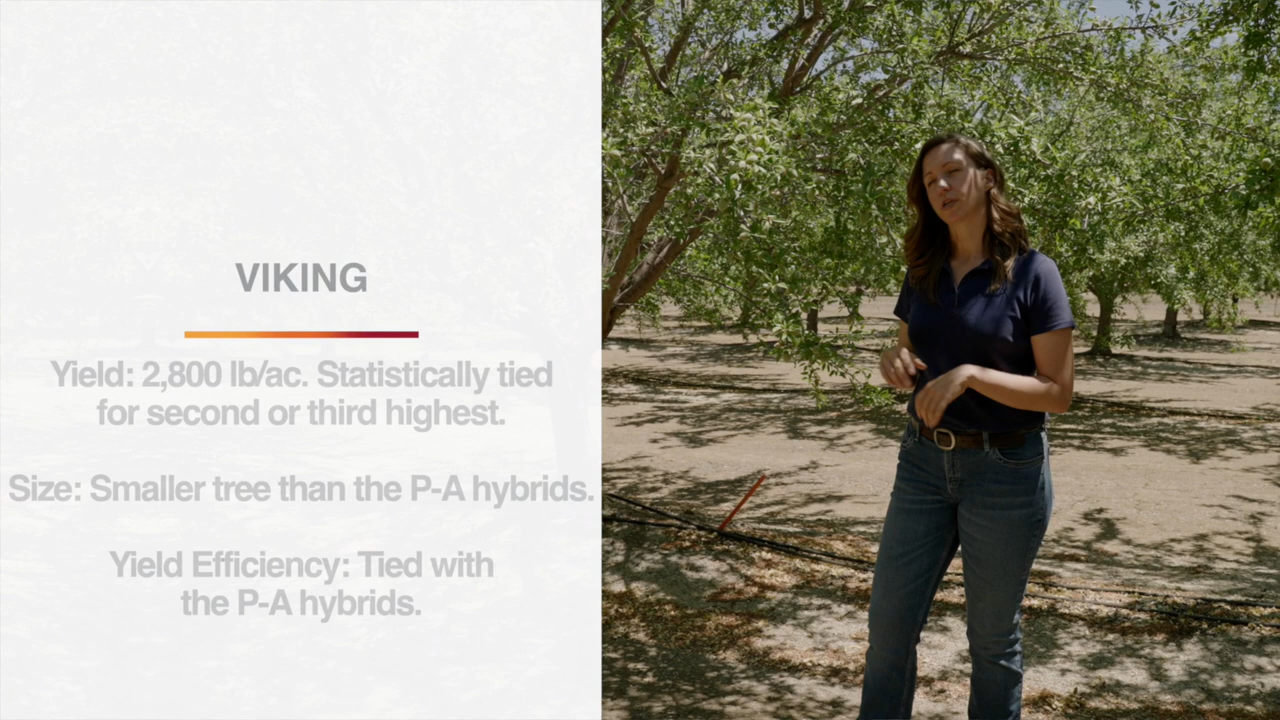 VIKING
Yield: 2,800 lb/ac. Statistically tied
for second or third highest.
Size: Smaller tree than the P-A hybrids.
Yield Efficiency: Tied with
the P-A hybrids.